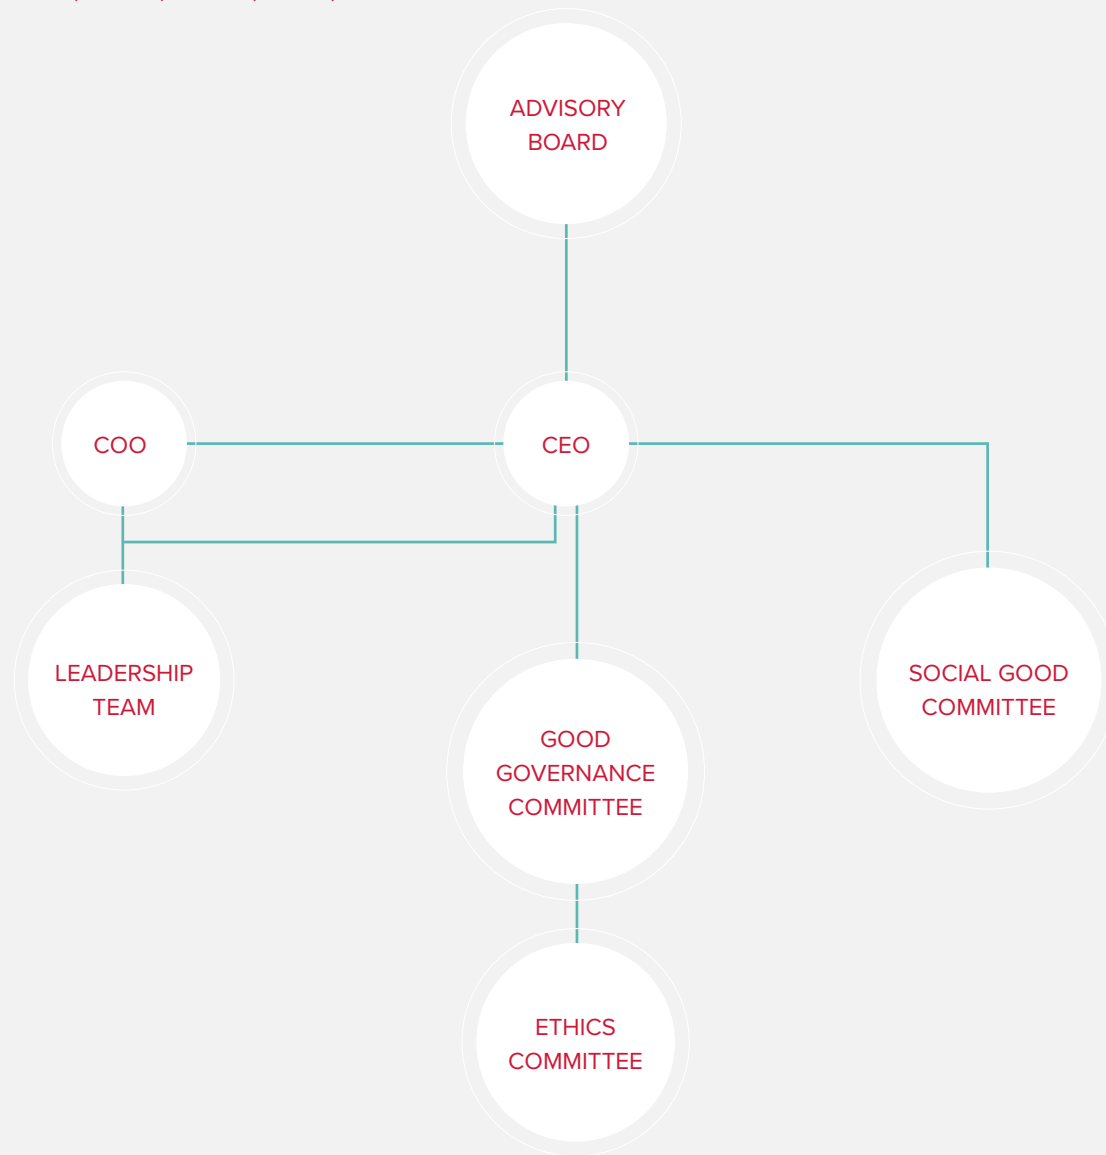 ADVISORY
BOARD
COO
CEO
LEADERSHIP
TEAM
SOCIAL GOOD
COMMITTEE
GOOD
GOVERNANCE
COMMITTEE
ETHICS
COMMITTEE